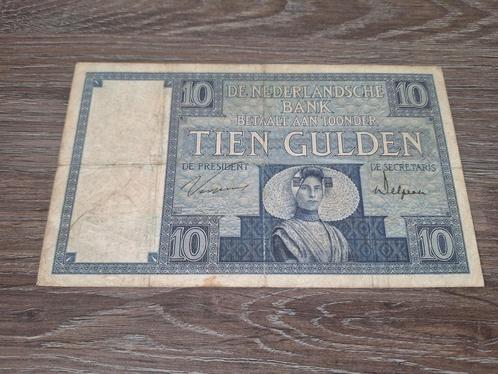 10
10
DE NEDERLANDSCHE
BANK
BETAALT AAN TOONDER
TIEN GULDEN
DE PRESIDENT
DE SECRETARIS
10
10